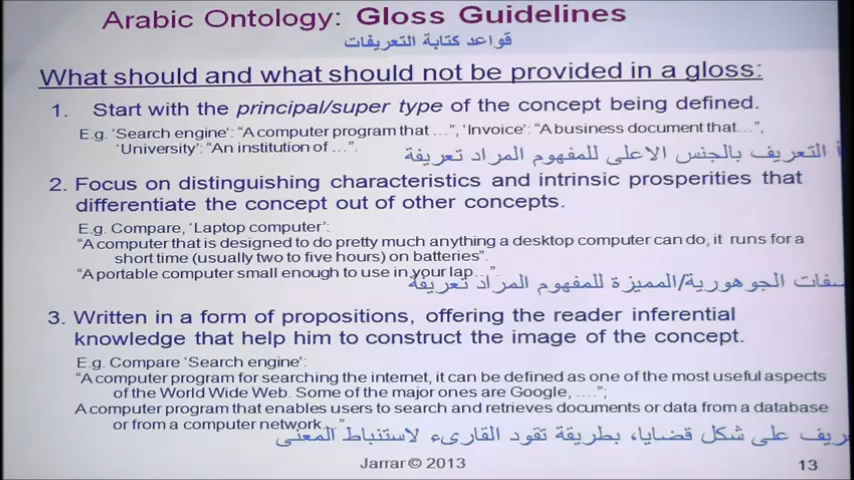 Arabic Ontology: Gloss Guidelines
قواعد كتابة التعريفات
What should and what should not be provided in a gloss:
1. Start with the principal/super type of the concept being defined.
E.g. 'Search engine': "A computer program that …", 'Invoice': "A business document that…",
'University': "An institution of …".
التعريف بالجنس الاعلى للمفهوم المراد تعريفة
2. Focus on distinguishing characteristics and intrinsic prosperities that
differentiate the concept out of other concepts.
E.g. Compare, 'Laptop computer':
"A computer that is designed to do pretty much anything a desktop computer can do, it runs for a
short time (usually two to five hours) on batteries".
"A portable computer small enough to use in your lap…".
الجوهورية/المميزة للمفهوم المراد تعريفة
3. Written in a form of propositions, offering the reader inferential
knowledge that help him to construct the image of the concept.
E.g. Compare 'Search engine':
"A computer program for searching the internet, it can be defined as one of the most useful aspects
of the World Wide Web. Some of the major ones are Google, ….";
A computer program that enables users to search and retrieves documents or data from a database
or from a computer network…"
على شكل قضايا، بطريقة تقود القارىء لاستنباط المعنى
Jarrar © 2013
13